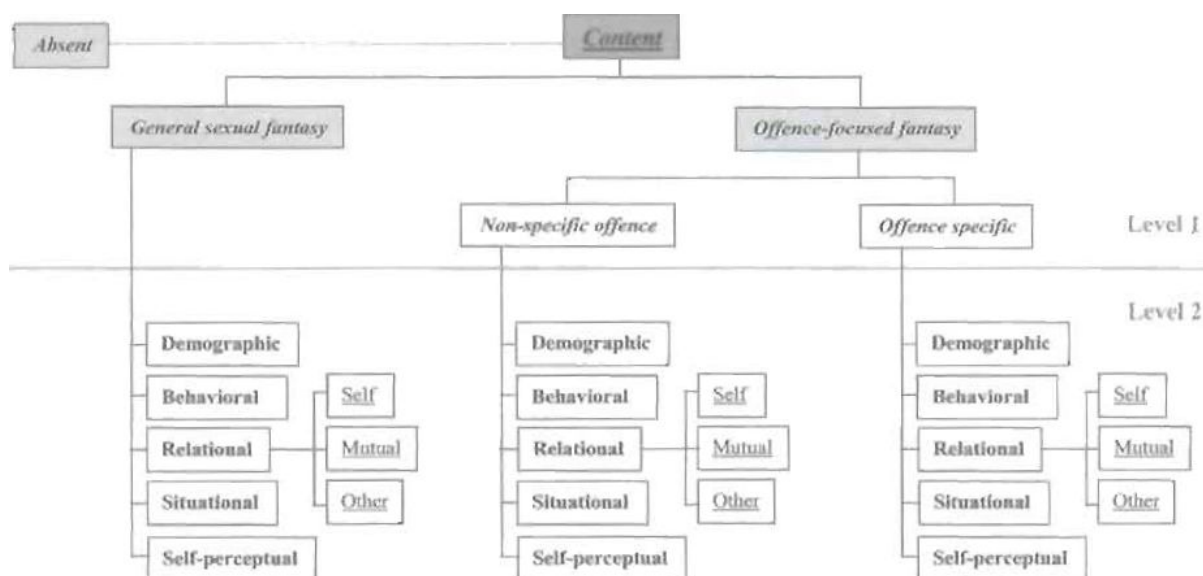 Absent
Content
General sexual fantasy
Offence-focused fantasy
Non-specific offence
Offence specific
Level 1
Level 2
Demographic
Demographic
Demographic
Behavioral
Self
Behavioral
Self
Behavioral
Self
Relational
Mutual
Relational
Mutual
Relational
Mutual
Situational
Other
Situational
Other
Situational
Other
Self-perceptual
Self-perceptual
Self-perceptual